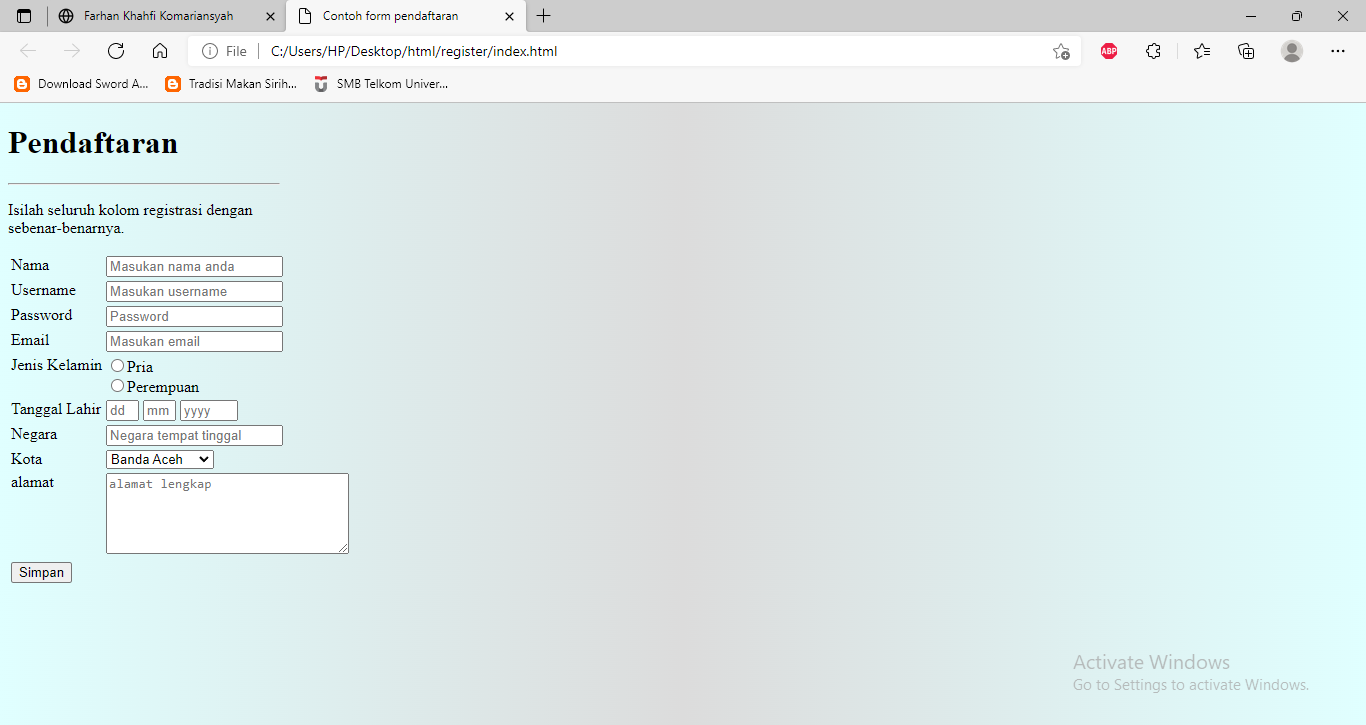 Farhan Khahfi Komariansyah
Contoh form pendaftaran
File
C:/Users/HP/Desktop/html/register/index.html
ABP
Download Sword A...
Tradisi Makan Sirih...
SMB Telkom Univer...
Pendaftaran
Isilah seluruh kolom registrasi dengan
sebenar-benarnya.
Nama Masukan nama anda
Username Masukan username
Password Password
Email Masukan email
Jenis Kelamin Pria
Perempuan
Tanggal Lahir dd mm yyyy
Negara Negara tempat tinggal
Kota Banda Aceh
alamat alamat lengkap
Simpan
Activate Windows
Go to Settings to activate Windows.